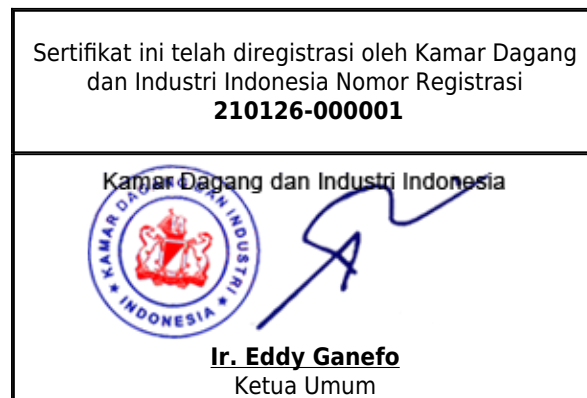 Sertifikat ini telah diregistrasi oleh Kamar Dagang
dan Industri Indonesia Nomor Registrasi
210126-000001
Kamar Dagang dan Industri Indonesia
KAMAR DAGANG DAN INDUSTRI
INDONESIA
Ir. Eddy Ganefo
Ketua Umum